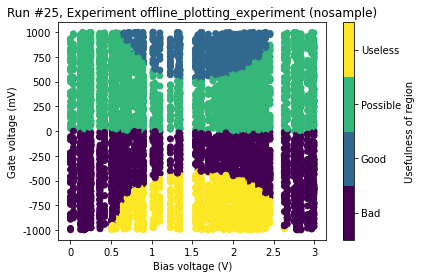 Run #25, Experiment offline_plotting_experiment (nosample)
1000
750
500
250
0
-250
-500
-750
-1000
Gate voltage (mV)
0
0.5
1
1.5
2
2.5
3
Bias voltage (V)
Useless
Possible
Good
Bad
Usefulness of region